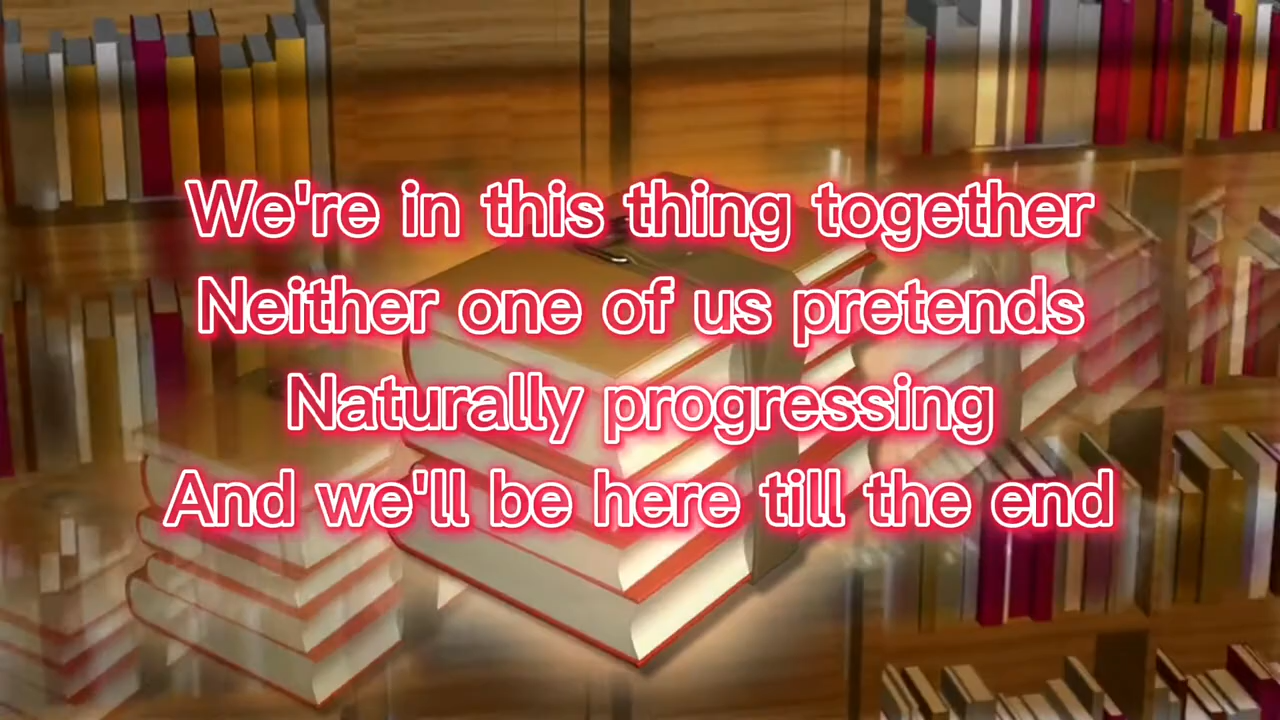 We're in this thing together
Neither one of us pretends
Naturally progressing
And we'll be here till the end